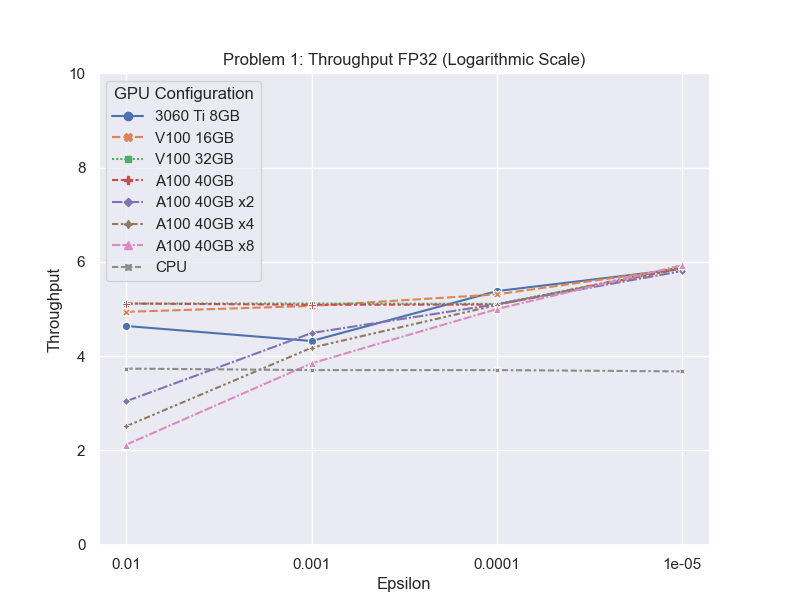 Problem 1: Throughput FP32 (Logarithmic Scale)
10
8
6
4
2
0
Throughput
GPU Configuration
3060 Ti 8GB
V100 16GB
V100 32GB
A100 40GB
A100 40GB x2
A100 40GB x4
A100 40GB x8
CPU
0.01
0.001
0.0001
1e-05
Epsilon